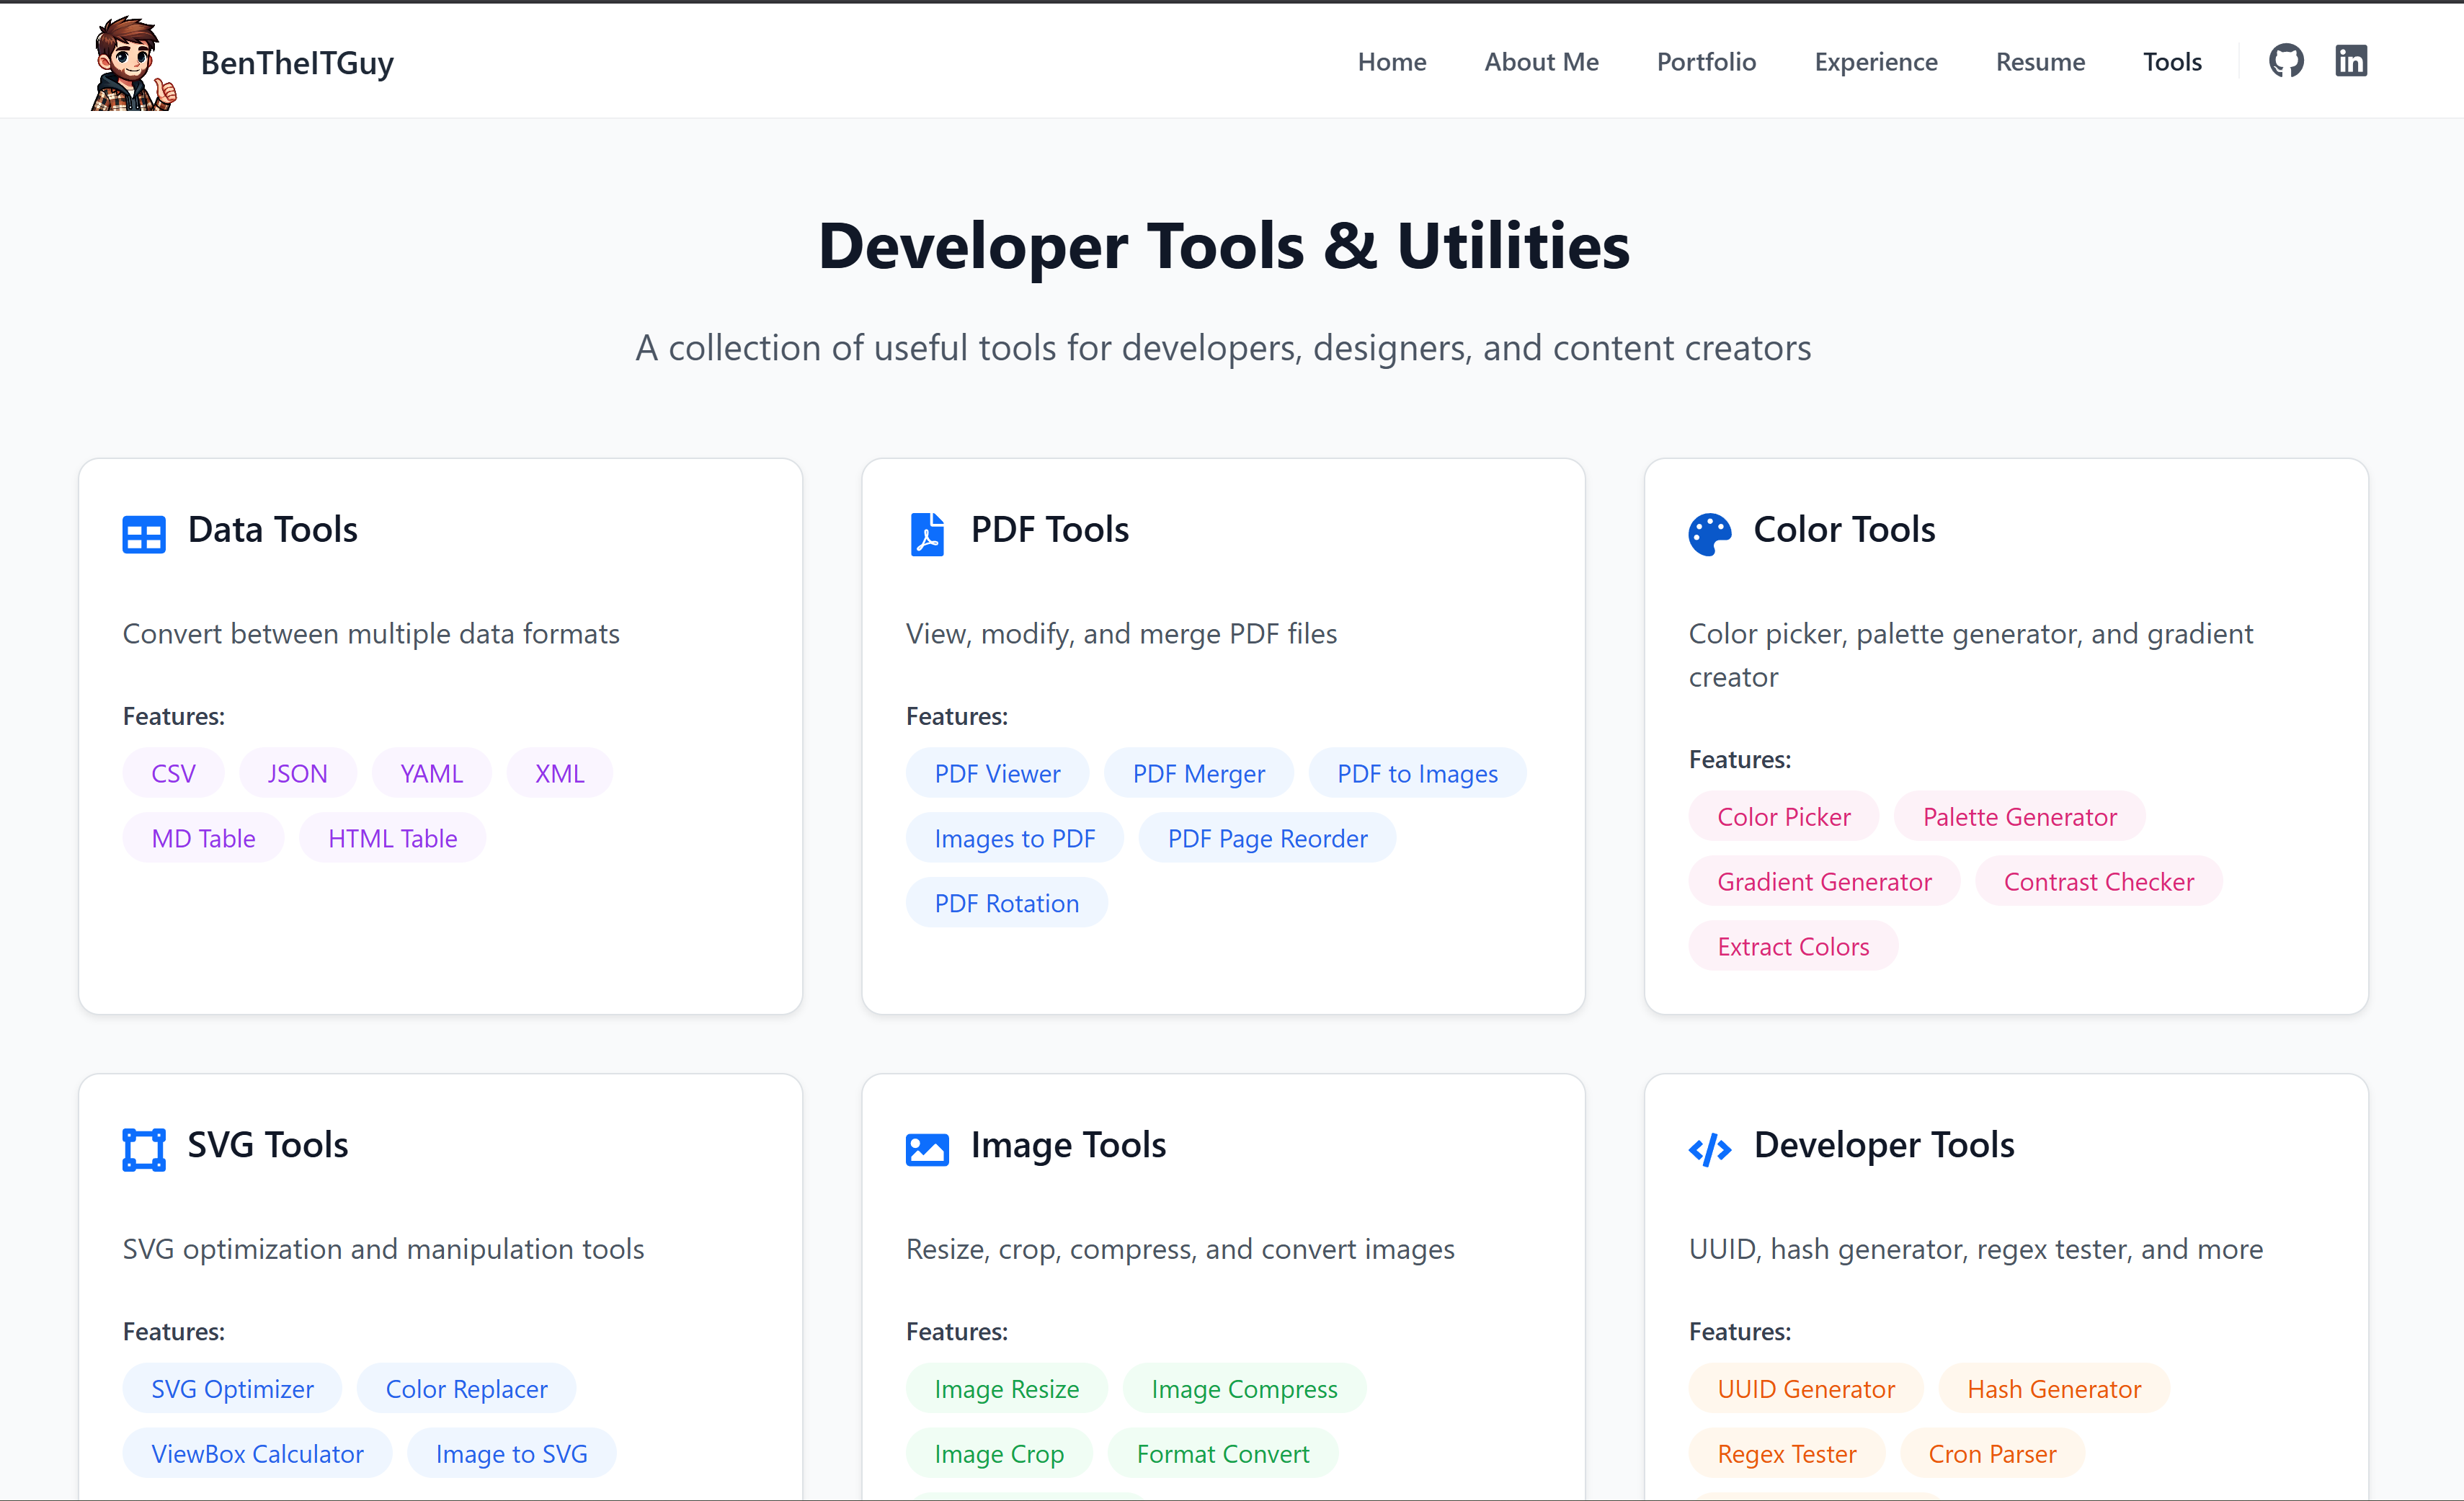 BenTheITGuy
Home About Me Portfolio Experience Resume Tools
Developer Tools & Utilities
A collection of useful tools for developers, designers, and content creators
Data Tools
Convert between multiple data formats
Features:
CSV JSON YAML XML
MD Table HTML Table
PDF Tools
View, modify, and merge PDF files
Features:
PDF Viewer PDF Merger PDF to Images
Images to PDF PDF Page Reorder
PDF Rotation
Color Tools
Color picker, palette generator, and gradient
creator
Features:
Color Picker Palette Generator
Gradient Generator Contrast Checker
Extract Colors
SVG Tools
SVG optimization and manipulation tools
Features:
SVG Optimizer Color Replacer
ViewBox Calculator Image to SVG
Image Tools
Resize, crop, compress, and convert images
Features:
Image Resize Image Compress
Image Crop Format Convert
Developer Tools
UUID, hash generator, regex tester, and more
Features:
UUID Generator Hash Generator
Regex Tester Cron Parser